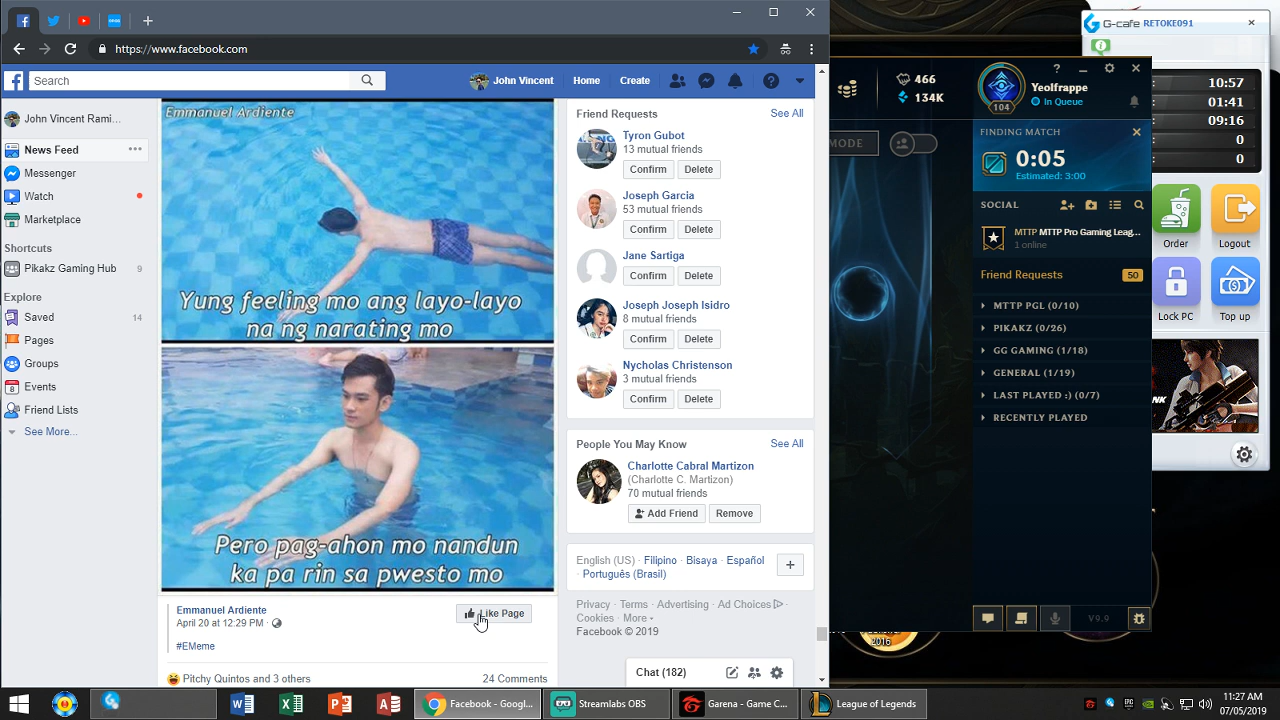 G-cafe RETOKE091
https://www.facebook.com
Search
John Vincent
Home
Create
John Vincent Rami...
News Feed
Messenger
Watch
Marketplace
Shortcuts
Pikakz Gaming Hub 9
Explore
Saved 14
Pages
Groups
Events
Friend Lists
See More...
Emmanuel Ardiente
Yung feeling mo ang layo-layo
na ng narating mo
Pero pag-ahon mo nandun
ka pa rin sa pwesto mo
Emmanuel Ardiente
April 20 at 12:29 PM ·
Like Page
#EMeme
Pitchy Quintos and 3 others
24 Comments
Friend Requests
See All
Tyron Gubot
13 mutual friends
Confirm Delete
Joseph Garcia
53 mutual friends
Confirm Delete
Jane Sartiga
Confirm Delete
Joseph Joseph Isidro
8 mutual friends
Confirm Delete
Nycholas Christenson
3 mutual friends
Confirm Delete
People You May Know
See All
Charlotte Cabral Martizon
(Charlotte C. Martizon)
70 mutual friends
Add Friend Remove
English (US) · Filipino · Bisaya · Español
· Português (Brasil)
Privacy · Terms · Advertising · Ad Choices ·
Cookies · More
Facebook © 2019
Chat (182)
466
134K
104
Yeolfrappe
In Queue
MODE
FINDING MATCH
0:05
Estimated: 3:00
SOCIAL
MTTP MTTP Pro Gaming Leag...
1 online
Friend Requests 50
MTTP PGL (0/10)
PIKAKZ (0/26)
GG GAMING (1/18)
GENERAL (1/19)
LAST PLAYED :) (0/7)
RECENTLY PLAYED
V9.9
10:57
01:41
09:16
0
0
Order
Logout
Lock PC
Top up
2016
Facebook - Googl...
Streamlabs OBS
Garena - Game C...
League of Legends
11:27 AM
07/05/2019